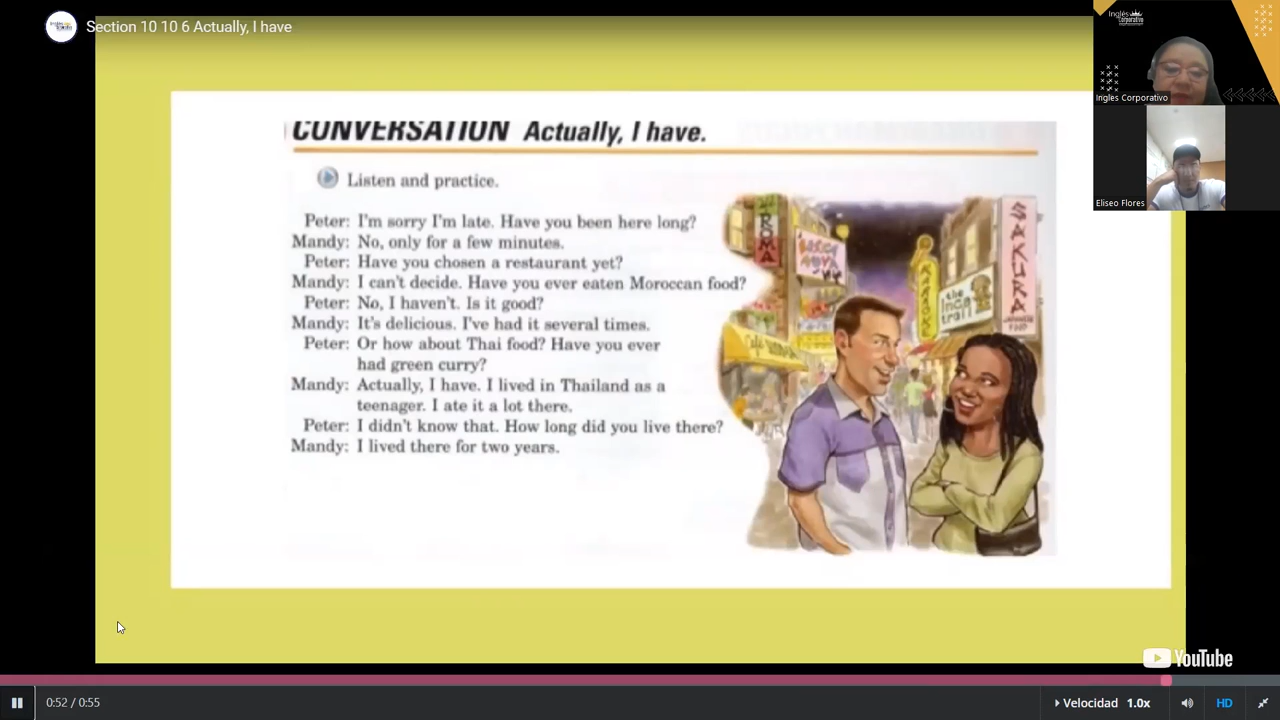 Section 10 10 6 Actually, I have
Inglés
Corporativo
Ingles Corporativo
Eliseo Flores
CONVERSATION Actually, I have.
Listen and practice.
Peter: I'm sorry I'm late. Have you been here long?
Mandy: No, only for a few minutes.
Peter: Have you chosen a restaurant yet?
Mandy: I can't decide. Have you ever eaten Moroccan food?
Peter: No, I haven't. Is it good?
Mandy: It's delicious. I've had it several times.
Peter: Or how about Thai food? Have you ever
had green curry?
Mandy: Actually, I have. I lived in Thailand as a
teenager. I ate it a lot there.
Peter: I didn't know that. How long did you live there?
Mandy: I lived there for two years.
ROMA
KARAOKE
the
Inca
trail
SAKURA
JAPANESE
FOOD
YouTube
0:52 / 0:55
Velocidad 1.0x
HD